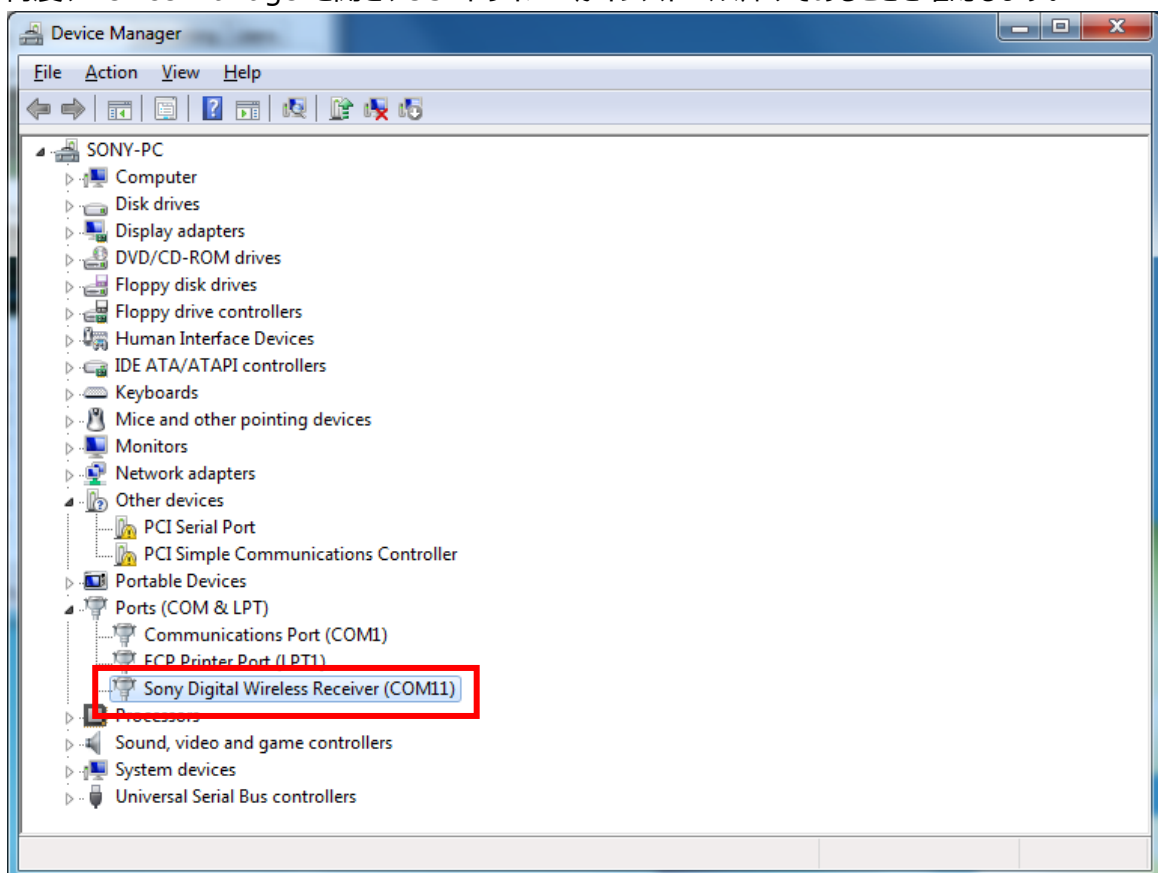 Device Manager
File Action View Help
SONY-PC
Computer
Disk drives
Display adapters
DVD/CD-ROM drives
Floppy disk drives
Floppy drive controllers
Human Interface Devices
IDE ATA/ATAPI controllers
Keyboards
Mice and other pointing devices
Monitors
Network adapters
Other devices
PCI Serial Port
PCI Simple Communications Controller
Portable Devices
Ports (COM & LPT)
Communications Port (COM1)
ECP Printer Port (LPT1)
Sony Digital Wireless Receiver (COM11)
Processors
Sound, video and game controllers
System devices
Universal Serial Bus controllers